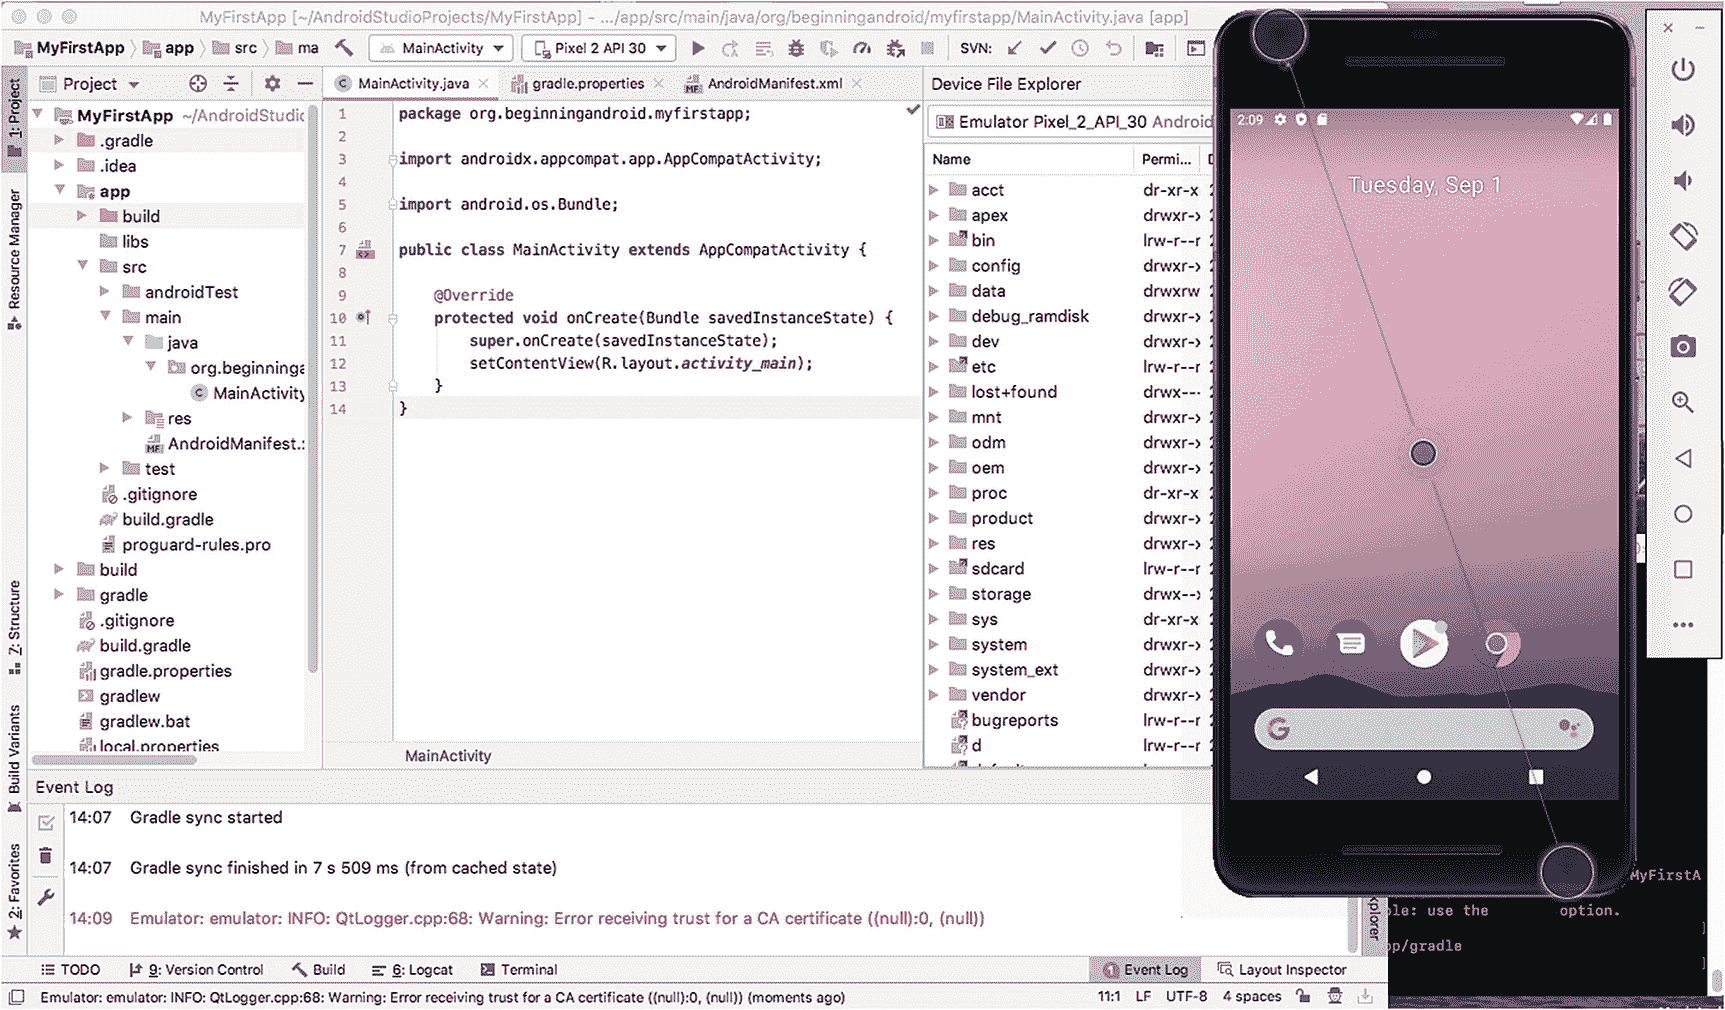 MyFirstApp [~/AndroidStudioProjects/MyFirstApp] - .../app/src/main/java/org/beginningandroid/myfirstapp/MainActivity.java [app]
MyFirstApp app src ma MainActivity Pixel 2 API 30 SVN:
1: Project
Resource Manager
Z: Structure
Build Variants
2: Favorites
Project
MyFirstApp ~/AndroidStudio
.gradle
.idea
app
build
libs
src
androidTest
main
java
org.beginninga
MainActivity
res
AndroidManifest.
test
.gitignore
build.gradle
proguard-rules.pro
build
gradle
.gitignore
build.gradle
gradle.properties
gradlew
gradlew.bat
local.properties
MainActivity.java gradle.properties AndroidManifest.xml
1 package org.beginningandroid.myfirstapp;
2
3 import androidx.appcompat.app.AppCompatActivity;
4
5 import android.os.Bundle;
6
7 public class MainActivity extends AppCompatActivity {
8
9 @Override
10 protected void onCreate(Bundle savedInstanceState) {
11 super.onCreate(savedInstanceState);
12 setContentView(R.layout.activity_main);
13 }
14 }
MainActivity
Device File Explorer
Emulator Pixel_2_API_30 Android
Name Permi...
acct dr-xr-x
apex drwxr-x
bin lrw-r--r
config drwxr-x
data drwxrw
debug_ramdisk drwxr-x
dev drwxr-x
etc lrw-r--r
lost+found drwx---
mnt drwxr-x
odm drwxr-x
oem drwxr-x
proc dr-xr-x
product drwxr-x
res drwxr-x
sdcard lrw-r--r
storage drwx--x
sys dr-xr-x
system drwxr-x
system_ext drwxr-x
vendor drwxr-x
bugreports lrw-r--r
d lrw-r--r
2:09
Tuesday, Sep 1
Event Log
14:07 Gradle sync started
14:07 Gradle sync finished in 7 s 509 ms (from cached state)
14:09 Emulator: emulator: INFO: QtLogger.cpp:68: Warning: Error receiving trust for a CA certificate ((null):0, (null))
MyFirstA
ble: use the option.
pp/gradle
xplorer
TODO 9: Version Control Build 6: Logcat Terminal 1 Event Log Layout Inspector
Emulator: emulator: INFO: QtLogger.cpp:68: Warning: Error receiving trust for a CA certificate ((null):0, (null)) (moments ago) 11:1 LF UTF-8 4 spaces